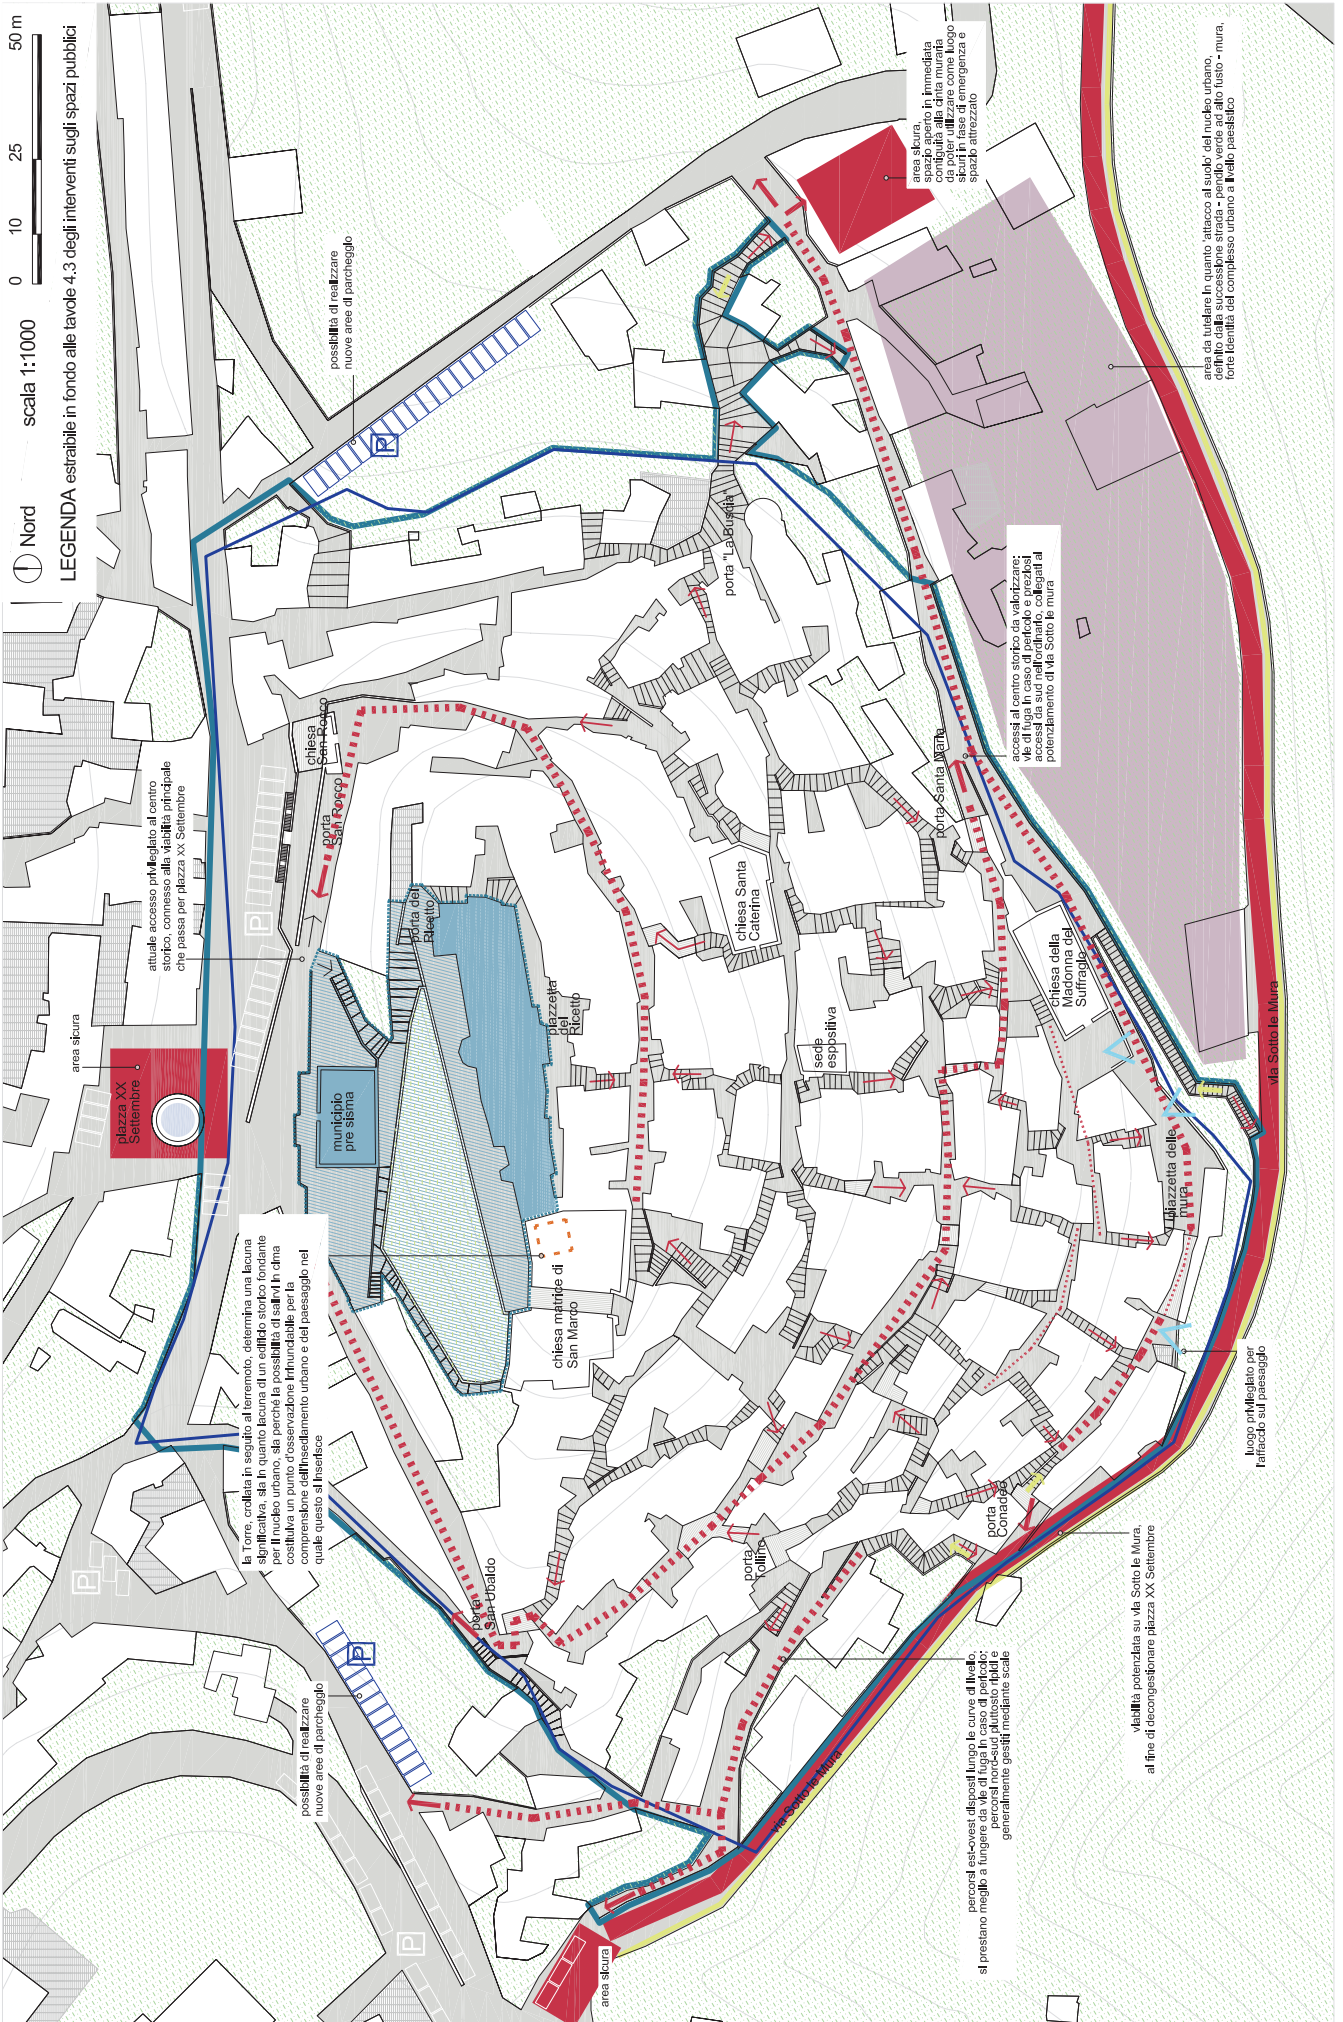 Nord
scala 1:1000
0
10
25
50 m
LEGENDA estraibile in fondo alle tavole 4.3 degli interventi sugli spazi pubblici
area sicura
plazza XX
Settembre
attuale accesso privilegiato al centro
storico, connesso alla viabilità principale
che passa per piazza XX Settembre
P
chiesa
San Rocco
porta
San Rocco
possibilità di realizzare
nuove aree di parcheggio
P
area sicura,
spazio aperto in immediata
contiguità alla cinta muraria
da poter utilizzare come luogo
sicuri in fase di emergenza e
spazio attrezzato
area da tutelare in quanto 'attacco al suolo' del nucleo urbano,
definito dalla successione strada - pendio verde ad alto fusto - mura,
forte identità del complesso urbano a livello paesistico
municipio
pre sisma
porta del
Ricetto
piazzetta
del
Ricetto
la Torre, crollata in seguito al terremoto, determina una lacuna
significativa, sia in quanto lacuna di un edificio storico fondante
per il nucleo urbano, sia perché la possibilità di salirvi in cima
costituiva un punto d'osservazione irrinundabile per la
comprensione dell'insediamento urbano e del paesaggio nel
quale questo si inserisce
chiesa matrice di
San Marco
chiesa Santa
Caterina
sede
espositiva
porta "La Buscia"
porta Santa Maria
accessi al centro storico da valorizzare:
vie di fuga in caso di pericolo e preziosi
accessi da sud nell'ordinario, collegati al
potenziamento di via Sotto le mura
chiesa della
Madonna del
Suffragio
piazzetta delle
mura
via Sotto le Mura
luogo privilegiato per
l'affaccio sul paesaggio
P
porta
San Ubaldo
P
possibilità di realizzare
nuove aree di parcheggio
porta
Tollino
porta
Conadeo
viabilità potenziata su via Sotto le Mura,
al fine di decongestionare piazza XX Settembre
percorsi est-ovest disposti lungo le curve di livello,
si prestano meglio a fungere da vie di fuga in caso di pericolo;
percorsi nord-sud piuttosto ripidi e
generalmente gestiti mediante scale
via Sotto le Mura
P
area sicura